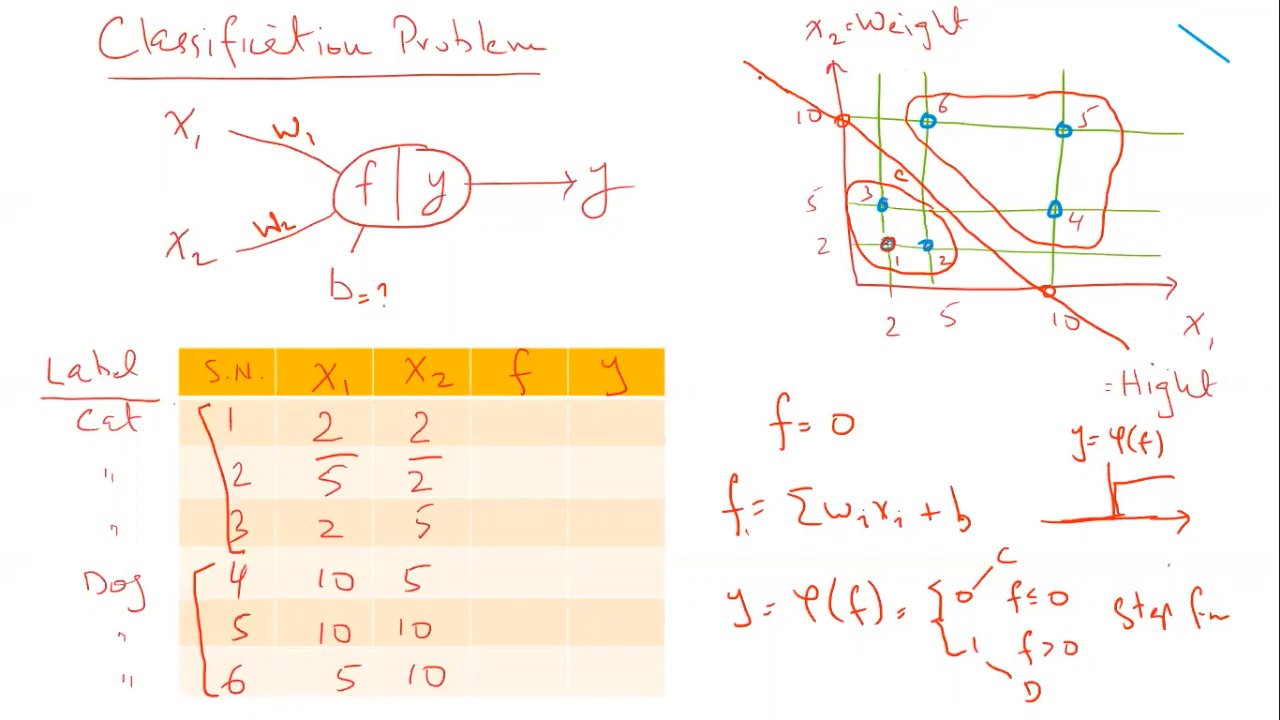 Classification Problem
X1 w1
f | y → y
X2 w2
b = ?
Label S.N. X1 X2 f y
Cat 1 2 2
" 2 5 2
" 3 2 5
Dog 4 10 5
" 5 10 10
" 6 5 10
X2 = Weight
10 6 5
C
5 3 4
2 1 2
2 5 10 X1
= Hight
f = 0
y = φ(f)
f = Σ wi xi + b
y = φ(f) = { 0 f ≤ 0 Step
C
1 f > 0
D